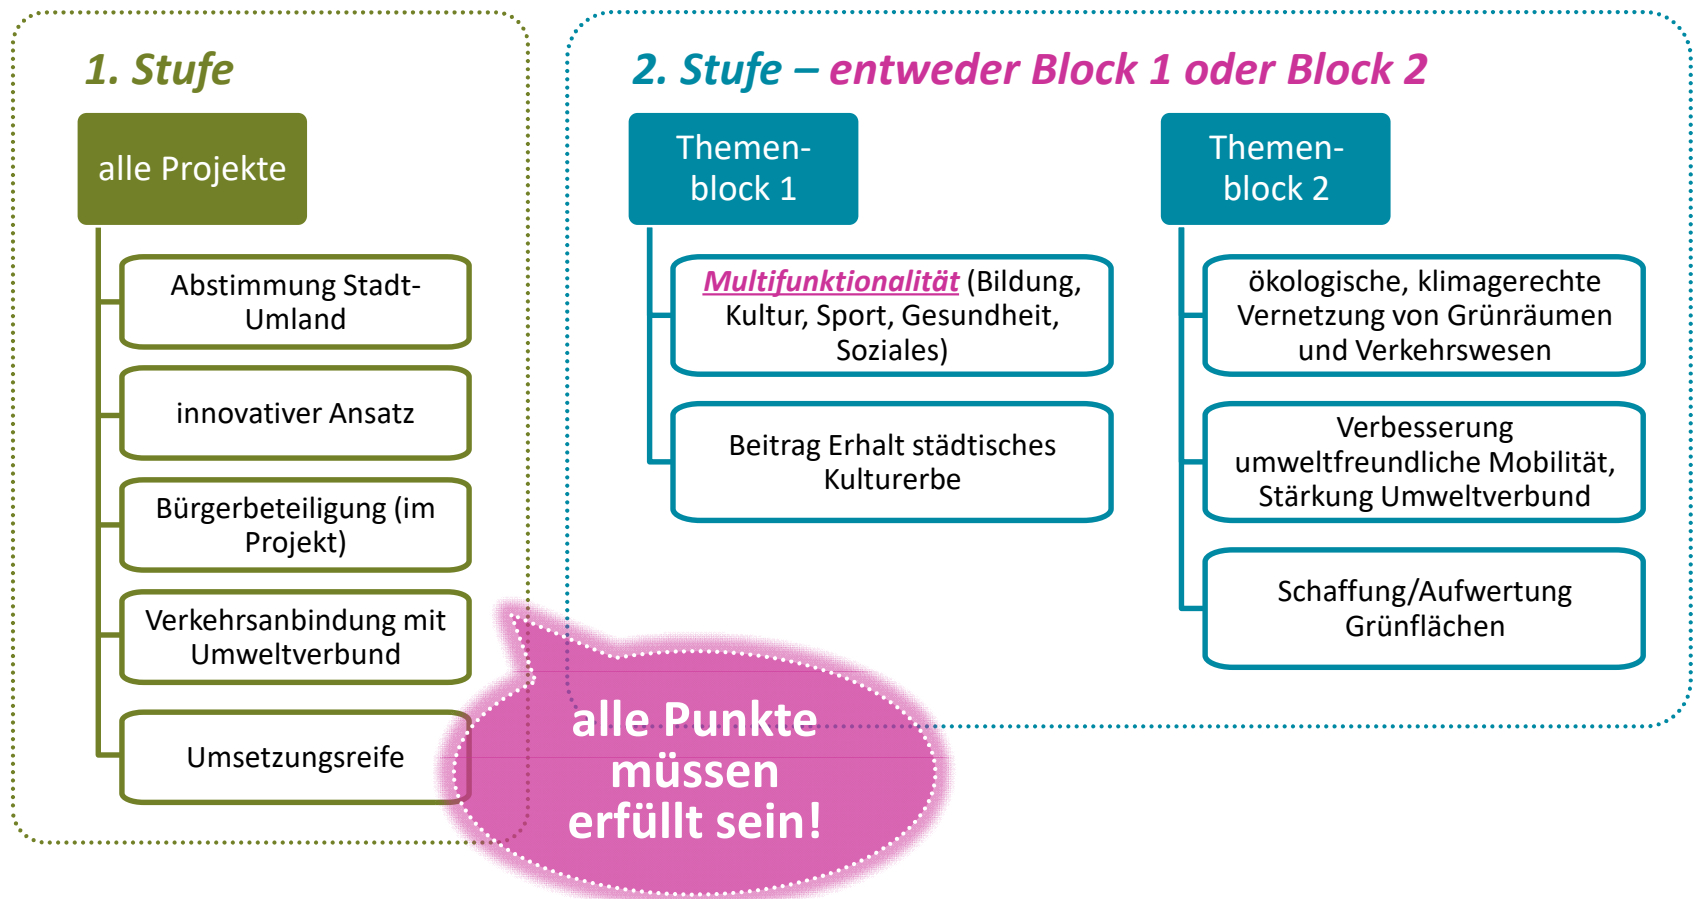 1. Stufe
alle Projekte
Abstimmung Stadt-
Umland
innovativer Ansatz
Bürgerbeteiligung (im
Projekt)
Verkehrsanbindung mit
Umweltverbund
Umsetzungsreife
alle Punkte
müssen
erfüllt sein!
2. Stufe – entweder Block 1 oder Block 2
Themen-
block 1
Multifunktionalität (Bildung,
Kultur, Sport, Gesundheit,
Soziales)
Beitrag Erhalt städtisches
Kulturerbe
Themen-
block 2
ökologische, klimagerechte
Vernetzung von Grünräumen
und Verkehrswesen
Verbesserung
umweltfreundliche Mobilität,
Stärkung Umweltverbund
Schaffung/Aufwertung
Grünflächen